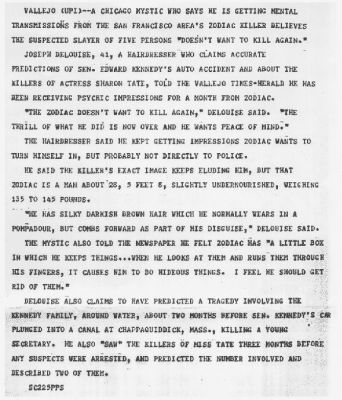 VALLEJO (UPI)--A CHICAGO MYSTIC WHO SAYS HE IS GETTING MENTAL
TRANSMISSIONS FROM THE SAN FRANCISCO AREA'S ZODIAC KILLER BELIEVES
THE SUSPECTED SLAYER OF FIVE PERSONS "DOESN'T WANT TO KILL AGAIN."
JOSEPH DELOUISE, 41, A HAIRDRESSER WHO CLAIMS ACCURATE
PREDICTIONS OF SEN. EDWARD KENNEDY'S AUTO ACCIDENT AND ABOUT THE
KILLERS OF ACTRESS SHARON TATE, TOLD THE VALLEJO TIMES-HERALD HE HAS
BEEN RECEIVING PSYCHIC IMPRESSIONS FOR A MONTH FROM ZODIAC.
"THE ZODIAC DOESN'T WANT TO KILL AGAIN," DELOUISE SAID. "THE
THRILL OF WHAT HE DID IS NOW OVER AND HE WANTS PEACE OF MIND."
THE HAIRDRESSER SAID HE KEPT GETTING IMPRESSIONS ZODIAC WANTS TO
TURN HIMSELF IN, BUT PROBABLY NOT DIRECTLY TO POLICE.
HE SAID THE KILLER'S EXACT IMAGE KEEPS ELUDING HIM, BUT THAT
ZODIAC IS A MAN ABOUT 28, 5 FEET 8, SLIGHTLY UNDERNOURISHED, WEIGHING
135 TO 145 POUNDS.
"HE HAS SILKY DARKISH BROWN HAIR WHICH HE NORMALLY WEARS IN A
POMPADOUR, BUT COMBS FORWARD AS PART OF HIS DISGUISE," DELOUISE SAID.
THE MYSTIC ALSO TOLD THE NEWSPAPER HE FELT ZODIAC HAS "A LITTLE BOX
IN WHICH HE KEEPS THINGS...WHEN HE LOOKS AT THEM AND RUNS THEM THROUGH
HIS FINGERS, IT CAUSES HIM TO DO HIDEOUS THINGS. I FEEL HE SHOULD GET
RID OF THEM."
DELOUISE ALSO CLAIMS TO HAVE PREDICTED A TRAGEDY INVOLVING THE
KENNEDY FAMILY, AROUND WATER, ABOUT TWO MONTHS BEFORE SEN. KENNEDY'S CAR
PLUNGED INTO A CANAL AT CHAPPAQUIDDICK, MASS., KILLING A YOUNG
SECRETARY. HE ALSO "SAW" THE KILLERS OF MISS TATE THREE MONTHS BEFORE
ANY SUSPECTS WERE ARRESTED, AND PREDICTED THE NUMBER INVOLVED AND
DESCRIBED TWO OF THEM.
SC225PPS